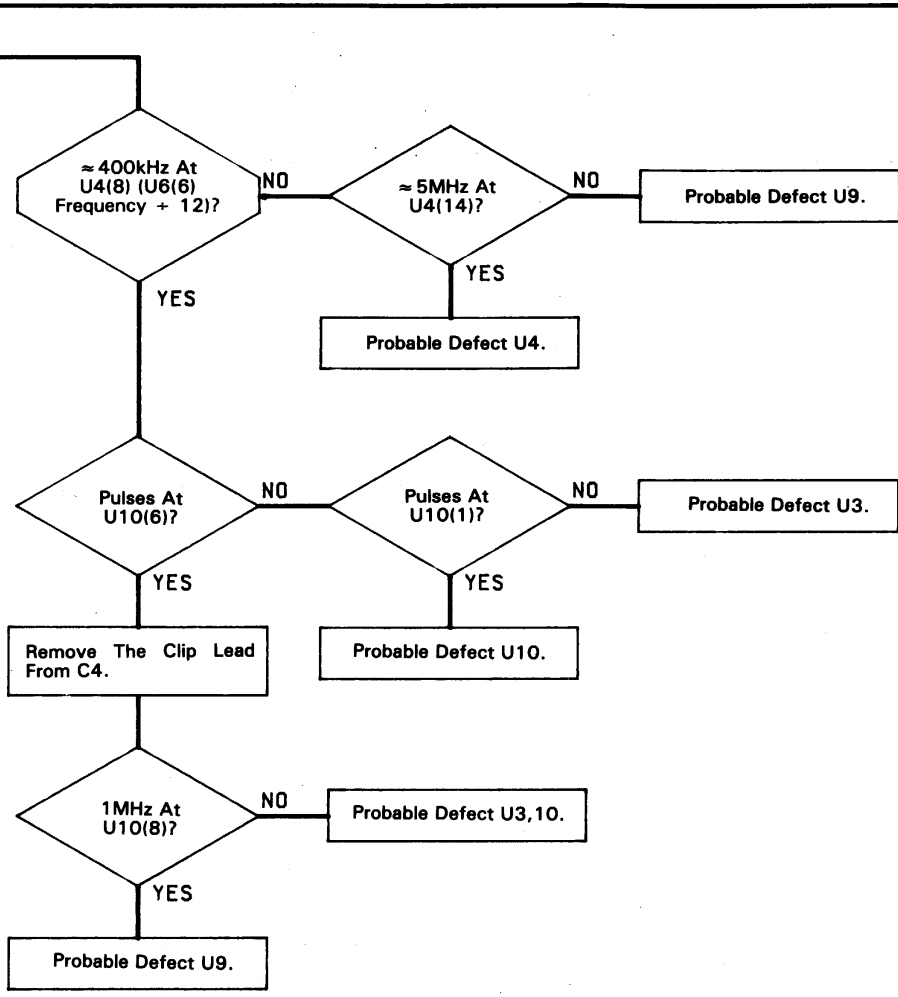 ≈ 400kHz At
U4(8) (U6(6)
Frequency ÷ 12)?
NO
≈ 5MHz At
U4(14)?
NO
Probable Defect U9.
YES
YES
Probable Defect U4.
Pulses At
U10(6)?
NO
Pulses At
U10(1)?
NO
Probable Defect U3.
YES
YES
Remove The Clip Lead
From C4.
Probable Defect U10.
1MHz At
U10(8)?
NO
Probable Defect U3,10.
YES
Probable Defect U9.